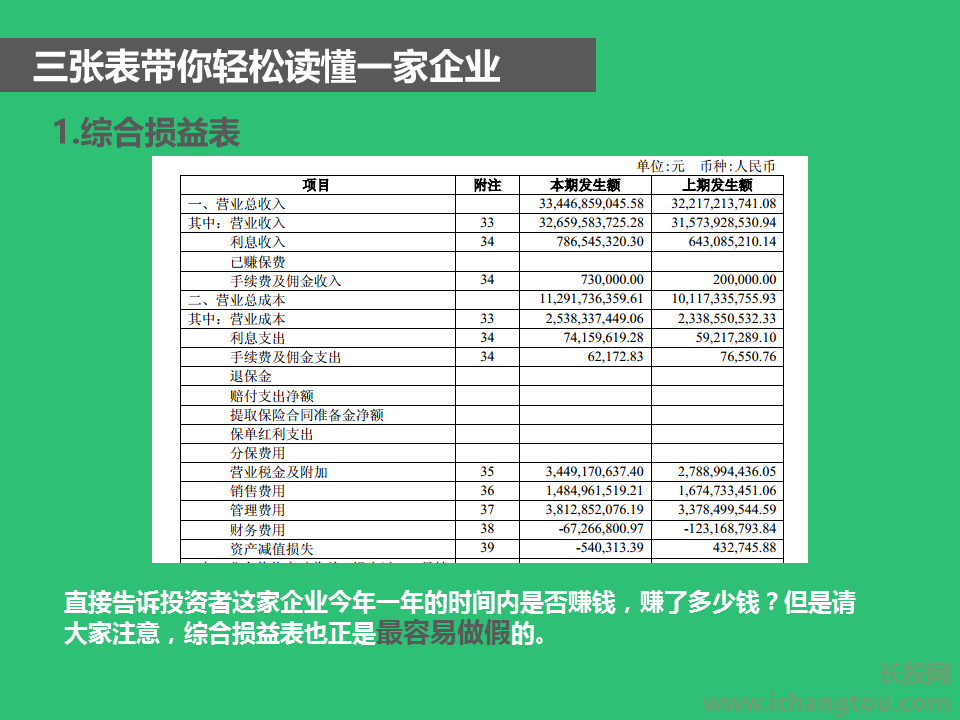 三张表带你轻松读懂一家企业
1.综合损益表
单位:元 币种:人民币
项目 附注 本期发生额 上期发生额
一、营业总收入 33,446,859,045.58 32,217,213,741.08
其中：营业收入 33 32,659,583,725.28 31,573,928,530.94
利息收入 34 786,545,320.30 643,085,210.14
已赚保费
手续费及佣金收入 34 730,000.00 200,000.00
二、营业总成本 11,291,736,359.61 10,117,335,755.93
其中：营业成本 33 2,538,337,449.06 2,338,550,532.33
利息支出 34 74,159,619.28 59,217,289.10
手续费及佣金支出 34 62,172.83 76,550.76
退保金
赔付支出净额
提取保险合同准备金净额
保单红利支出
分保费用
营业税金及附加 35 3,449,170,637.40 2,788,994,436.05
销售费用 36 1,484,961,519.21 1,674,733,451.06
管理费用 37 3,812,852,076.19 3,378,499,544.59
财务费用 38 -67,266,800.97 -123,168,793.84
资产减值损失 39 -540,313.39 432,745.88
直接告诉投资者这家企业今年一年的时间内是否赚钱，赚了多少钱？但是请
大家注意，综合损益表也正是最容易做假的。
长投网
www.ichangtou.com